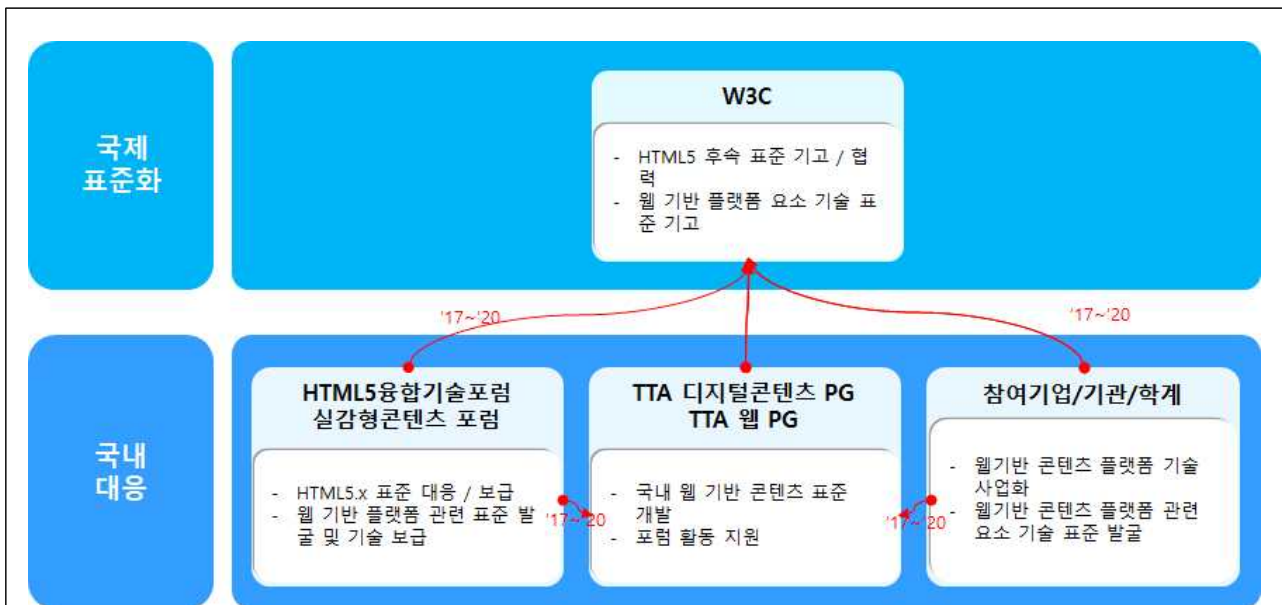 국제
표준화
W3C
- HTML5 후속 표준 기고 / 협
력
- 웹 기반 플랫폼 요소 기술 표
준 기고
'17~'20
'17~'20
국내
대응
HTML5융합기술포럼
실감형콘텐츠 포럼
- HTML5.x 표준 대응 / 보급
- 웹 기반 플랫폼 관련 표준 발
굴 및 기술 보급
'17~'20
TTA 디지털콘텐츠 PG
TTA 웹 PG
- 국내 웹 기반 콘텐츠 표준
개발
- 포럼 활동 지원
'17~'20
참여기업/기관/학계
- 웹기반 콘텐츠 플랫폼 기술
사업화
- 웹기반 콘텐츠 플랫폼 관련
요소 기술 표준 발굴